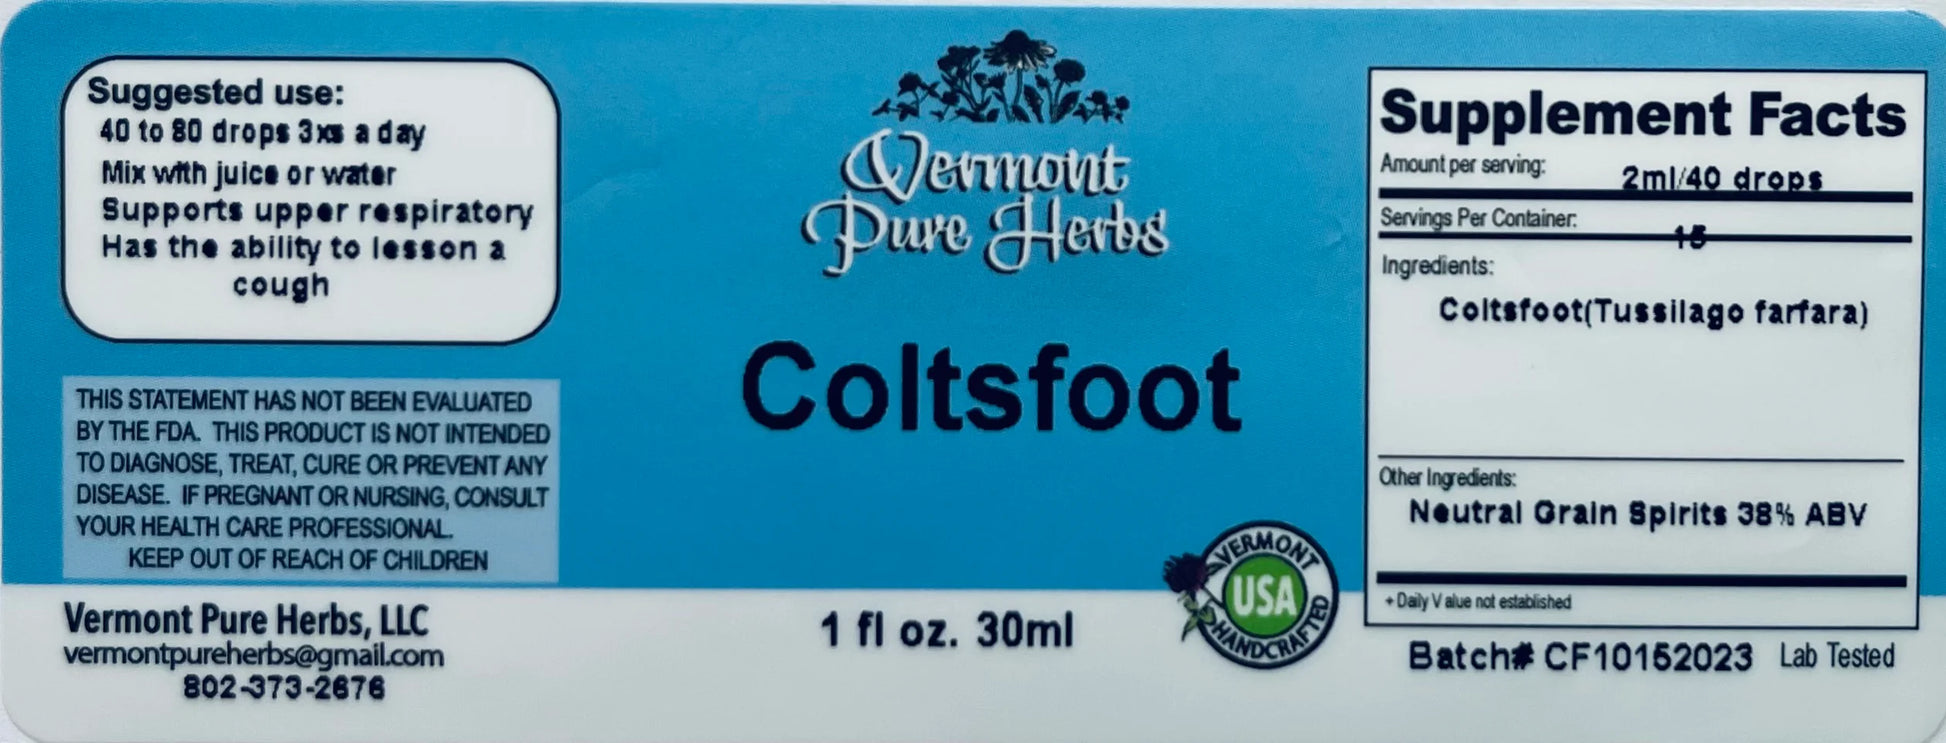 Suggested use:
40 to 80 drops 3xs a day
Mix with juice or water
Supports upper respiratory
Has the ability to lesson a
cough
THIS STATEMENT HAS NOT BEEN EVALUATED
BY THE FDA. THIS PRODUCT IS NOT INTENDED
TO DIAGNOSE, TREAT, CURE OR PREVENT ANY
DISEASE. IF PREGNANT OR NURSING, CONSULT
YOUR HEALTH CARE PROFESSIONAL.
KEEP OUT OF REACH OF CHILDREN
Vermont Pure Herbs, LLC
vermontpureherbs@gmail.com
802-373-2676
Vermont
Pure Herbs
Coltsfoot
1 fl oz. 30ml
VERMONT
USA
HANDCRAFTED
Supplement Facts
Amount per serving: 2ml/40 drops
Servings Per Container: 15
Ingredients:
Coltsfoot(Tussilago farfara)
Other Ingredients:
Neutral Grain Spirits 38% ABV
+ Daily Value not established
Batch# CF10152023 Lab Tested